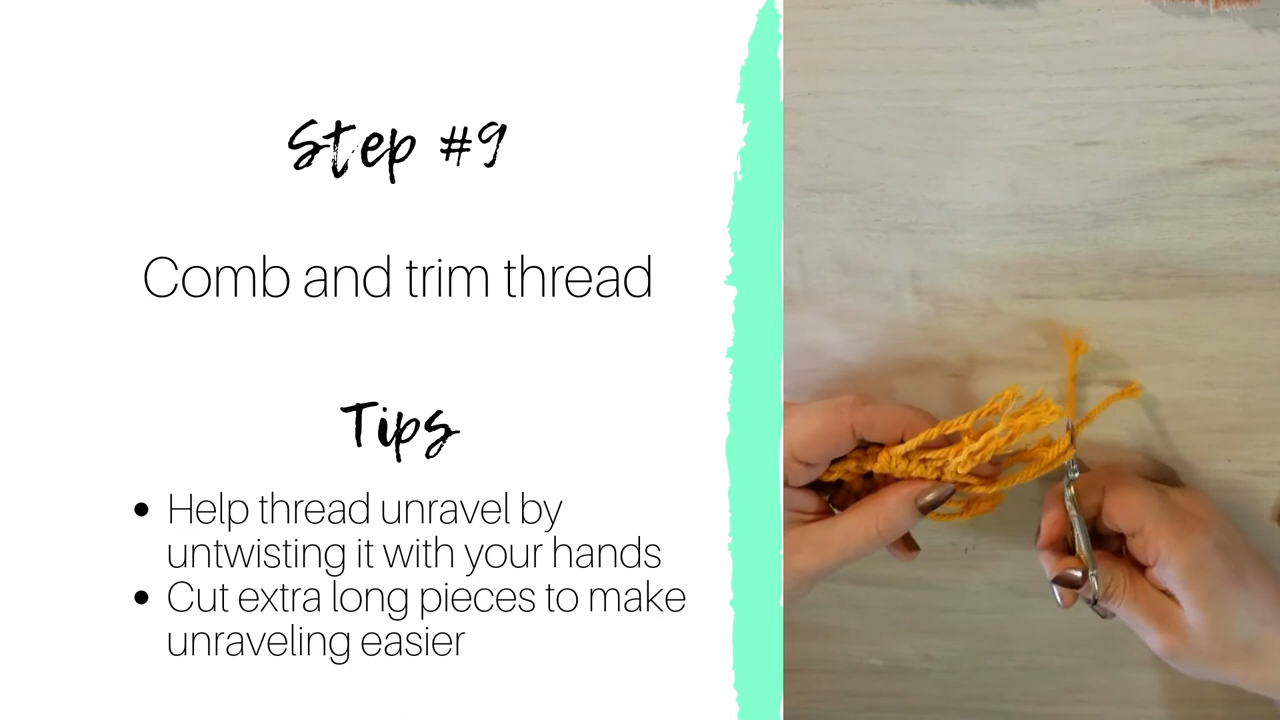 Step #9
Comb and trim thread
Tips
• Help thread unravel by
untwisting it with your hands
• Cut extra long pieces to make
unraveling easier